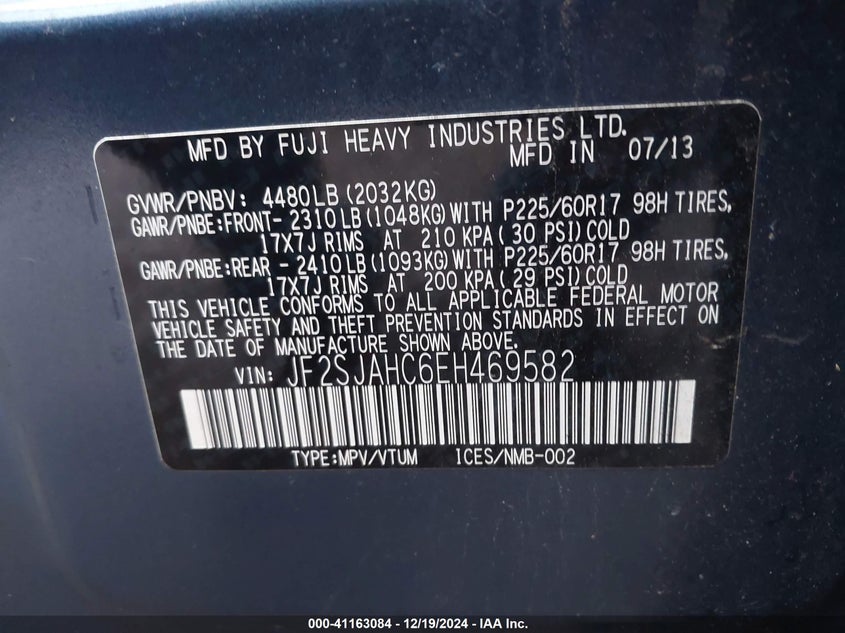 MFD BY FUJI HEAVY INDUSTRIES LTD.
MFD IN 07/13
GVWR/PNBV: 4480LB (2032KG)
GAWR/PNBE:FRONT- 2310LB (1048KG) WITH P225/60R17 98H TIRES,
17X7J RIMS AT 210 KPA (30 PSI) COLD
GAWR/PNBE:REAR - 2410LB (1093KG) WITH P225/60R17 98H TIRES,
17X7J RIMS AT 200 KPA (29 PSI) COLD
THIS VEHICLE CONFORMS TO ALL APPLICABLE FEDERAL MOTOR
VEHICLE SAFETY AND THEFT PREVENTION STANDARDS IN EFFECT ON
THE DATE OF MANUFACTURE SHOWN ABOVE.
VIN: JF2SJAHC6EH469582
TYPE:MPV/VTUM ICES/NMB-002
000-41163084 - 12/19/2024 - IAA Inc.